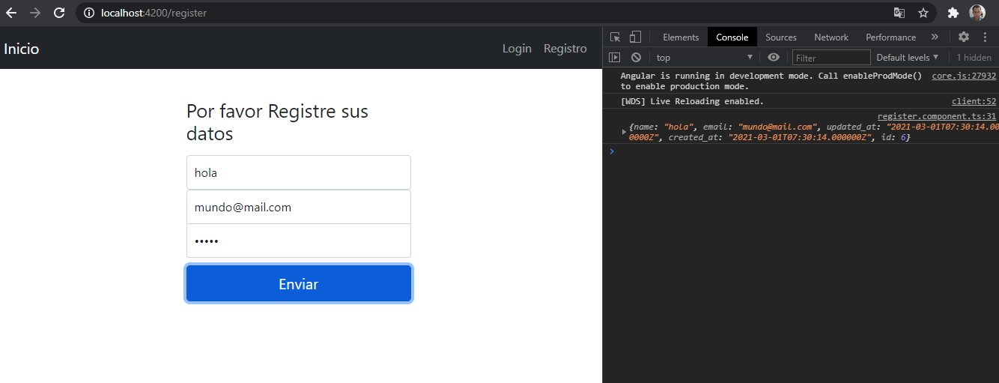 localhost:4200/register
Inicio
Login Registro
Por favor Registre sus
datos
hola
mundo@mail.com
•••••
Enviar
Elements Console Sources Network Performance »
top ▼ Filter Default levels ▼ 1 hidden
Angular is running in development mode. Call enableProdMode() core.js:27932
to enable production mode.
[WDS] Live Reloading enabled. client:52
register.component.ts:31
{name: "hola", email: "mundo@mail.com", updated_at: "2021-03-01T07:30:14.00
0000Z", created_at: "2021-03-01T07:30:14.000000Z", id: 6}